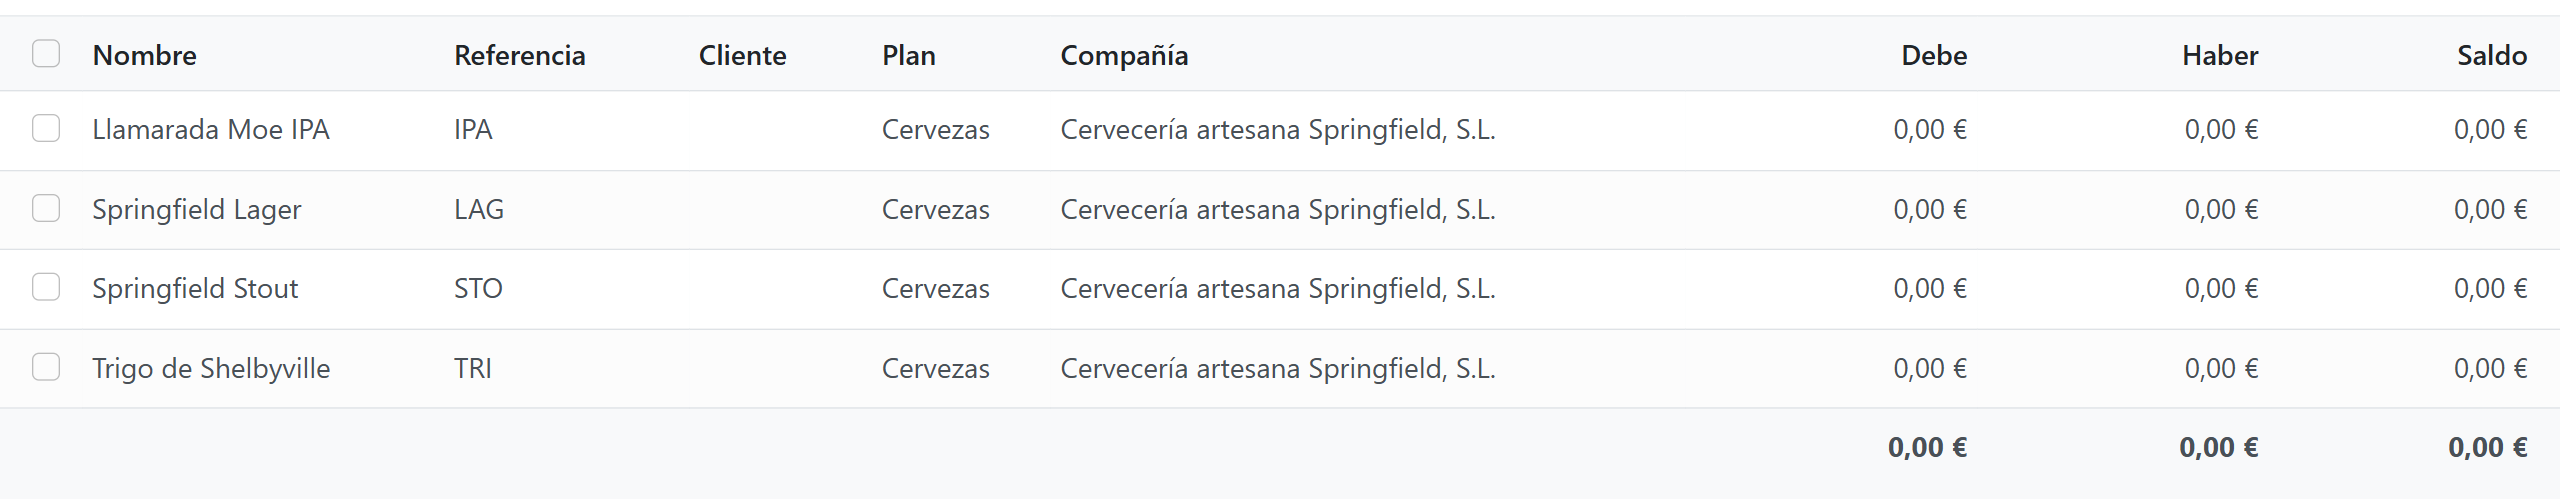 Nombre Referencia Cliente Plan Compañía Debe Haber Saldo
Llamarada Moe IPA IPA Cervezas Cervecería artesana Springfield, S.L. 0,00 € 0,00 € 0,00 €
Springfield Lager LAG Cervezas Cervecería artesana Springfield, S.L. 0,00 € 0,00 € 0,00 €
Springfield Stout STO Cervezas Cervecería artesana Springfield, S.L. 0,00 € 0,00 € 0,00 €
Trigo de Shelbyville TRI Cervezas Cervecería artesana Springfield, S.L. 0,00 € 0,00 € 0,00 €
0,00 € 0,00 € 0,00 €